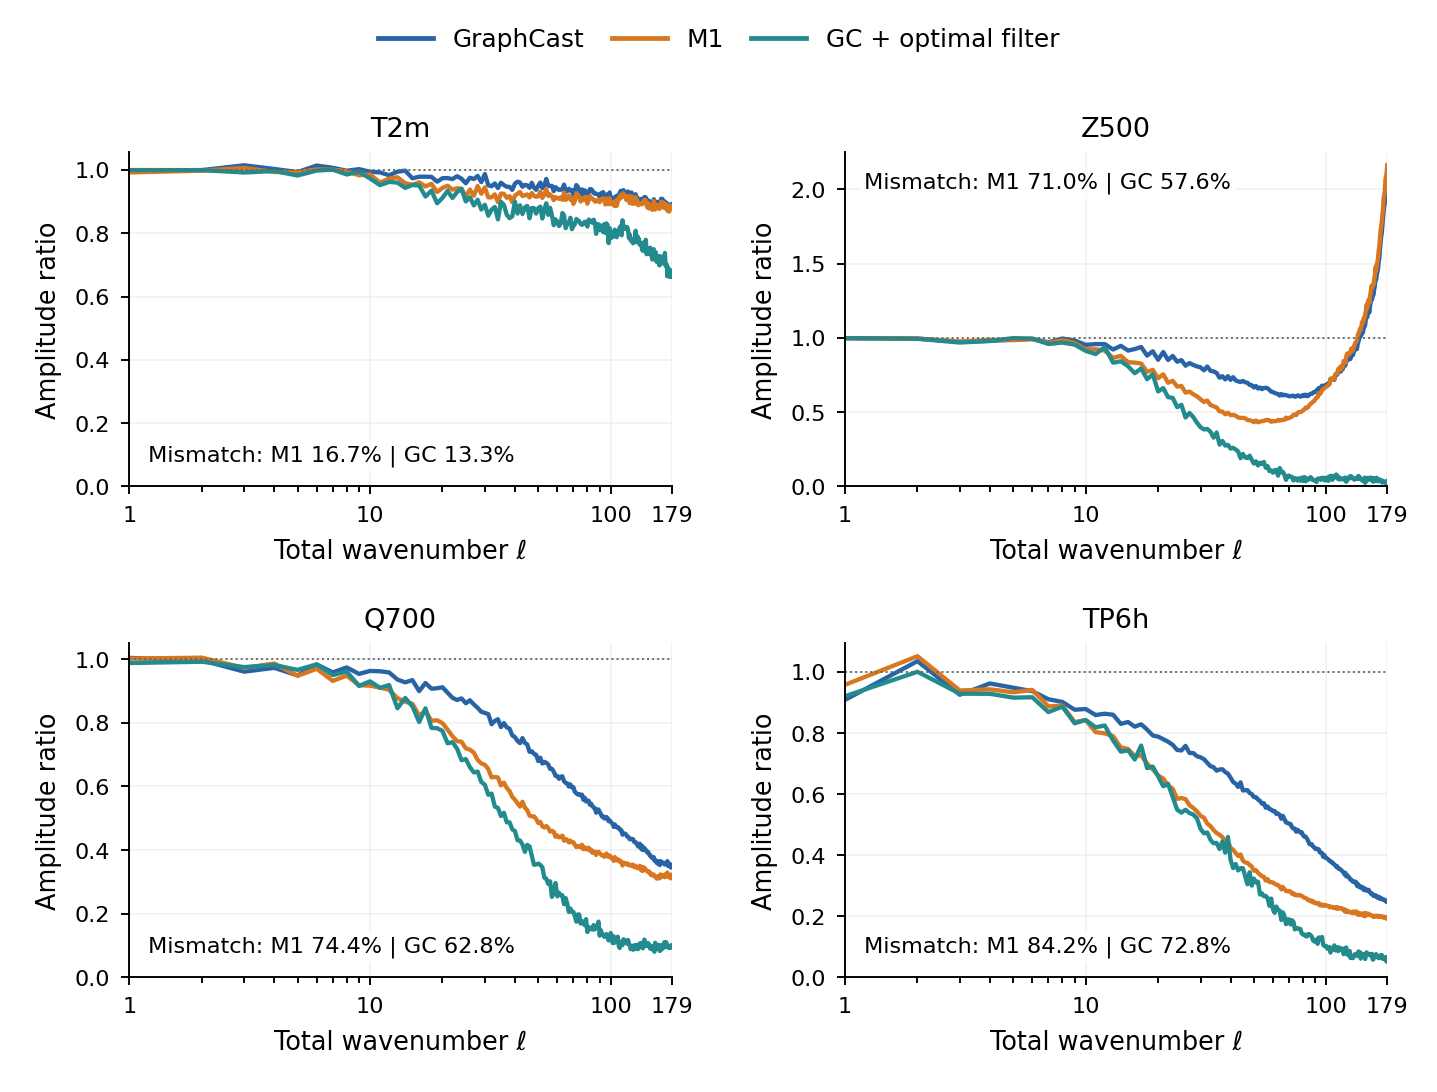 GraphCast M1 GC + optimal filter
T2m
Amplitude ratio
1.0
0.8
0.6
0.4
0.2
0.0
Mismatch: M1 16.7% | GC 13.3%
1 10 100 179
Total wavenumber ℓ
Z500
Amplitude ratio
2.0
1.5
1.0
0.5
0.0
Mismatch: M1 71.0% | GC 57.6%
1 10 100 179
Total wavenumber ℓ
Q700
Amplitude ratio
1.0
0.8
0.6
0.4
0.2
0.0
Mismatch: M1 74.4% | GC 62.8%
1 10 100 179
Total wavenumber ℓ
TP6h
Amplitude ratio
1.0
0.8
0.6
0.4
0.2
0.0
Mismatch: M1 84.2% | GC 72.8%
1 10 100 179
Total wavenumber ℓ